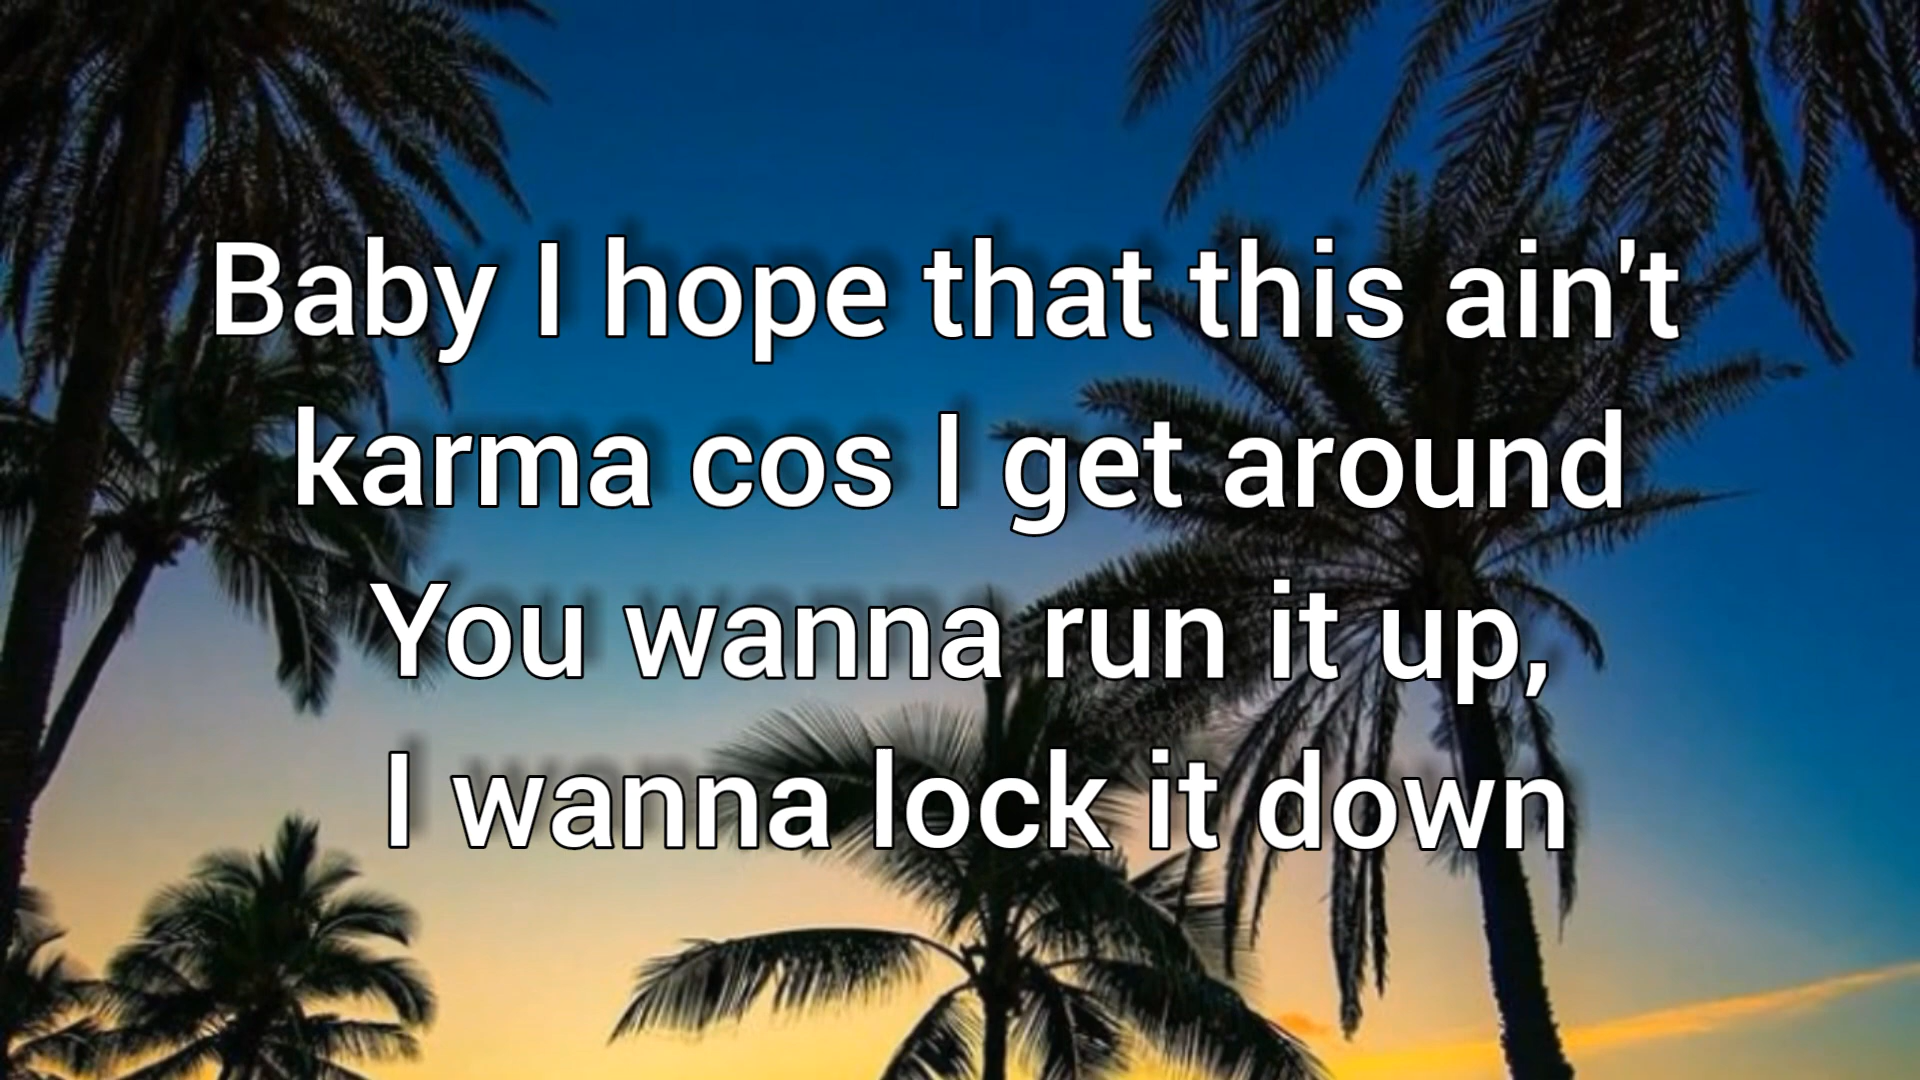 Baby I hope that this ain't
karma cos I get around
You wanna run it up,
I wanna lock it down